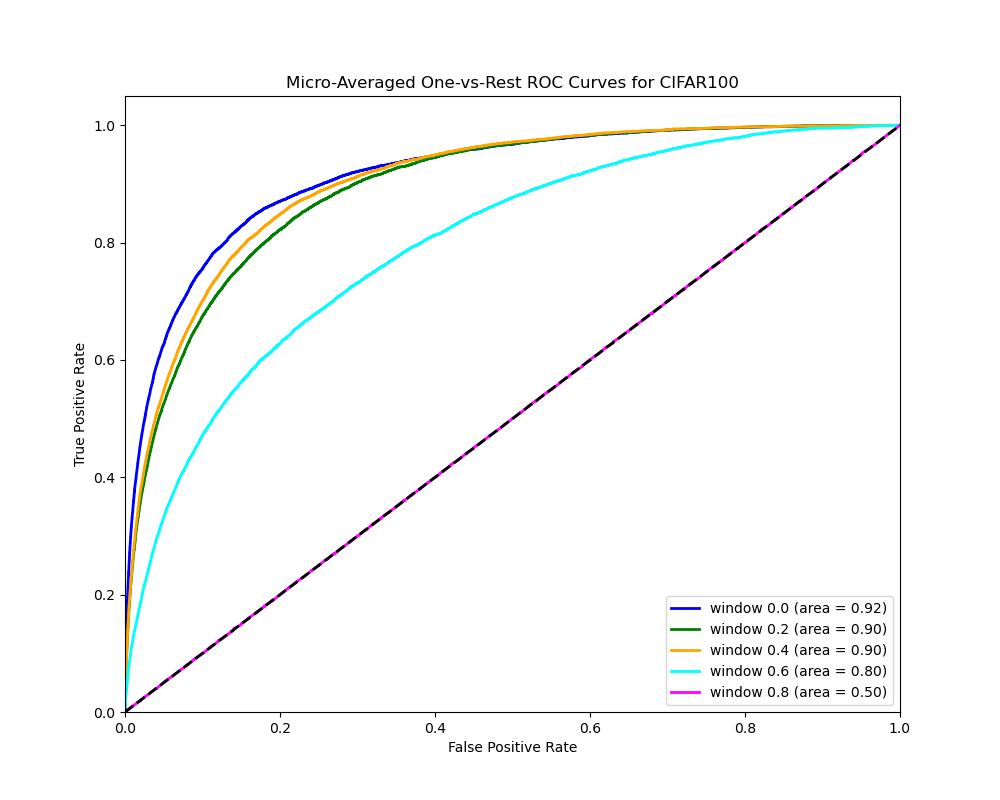 Micro-Averaged One-vs-Rest ROC Curves for CIFAR100
True Positive Rate
1.0
0.8
0.6
0.4
0.2
0.0
0.0 0.2 0.4 0.6 0.8 1.0
False Positive Rate
window 0.0 (area = 0.92)
window 0.2 (area = 0.90)
window 0.4 (area = 0.90)
window 0.6 (area = 0.80)
window 0.8 (area = 0.50)